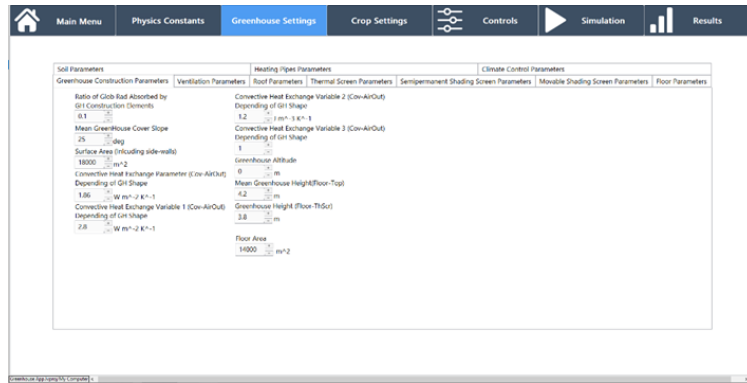 Main Menu Physics Constants Greenhouse Settings Crop Settings Controls Simulation Results
Soil Parameters Heating Pipes Parameters Climate Control Parameters
Greenhouse Construction Parameters Ventilation Parameters Roof Parameters Thermal Screen Parameters Semipermanent Shading Screen Parameters Movable Shading Screen Parameters Floor Parameters
Ratio of Glob Rad Absorbed by
GH Construction Elements
0.1
Mean GreenHouse Cover Slope
25 deg
Surface Area (Inlcuding side-walls)
18000 m^2
Convective Heat Exchange Parameter (Cov-AirOut)
Depending of GH Shape
1.86 W m^-2 K^-1
Convective Heat Exchange Variable 1 (Cov-AirOut)
Depending of GH Shape
2.8 W m^-2 K^-1
Convective Heat Exchange Variable 2 (Cov-AirOut)
Depending of GH Shape
1.2 J m^-3 K^-1
Convective Heat Exchange Variable 3 (Cov-AirOut)
Depending of GH Shape
1
Greenhouse Altitude
0 m
Mean Greenhouse Height(Floor-Top)
4.2 m
Greenhouse Height (Floor-ThScr)
3.8 m
Floor Area
14000 m^2
Greenhouse App.lvproj/My Computer